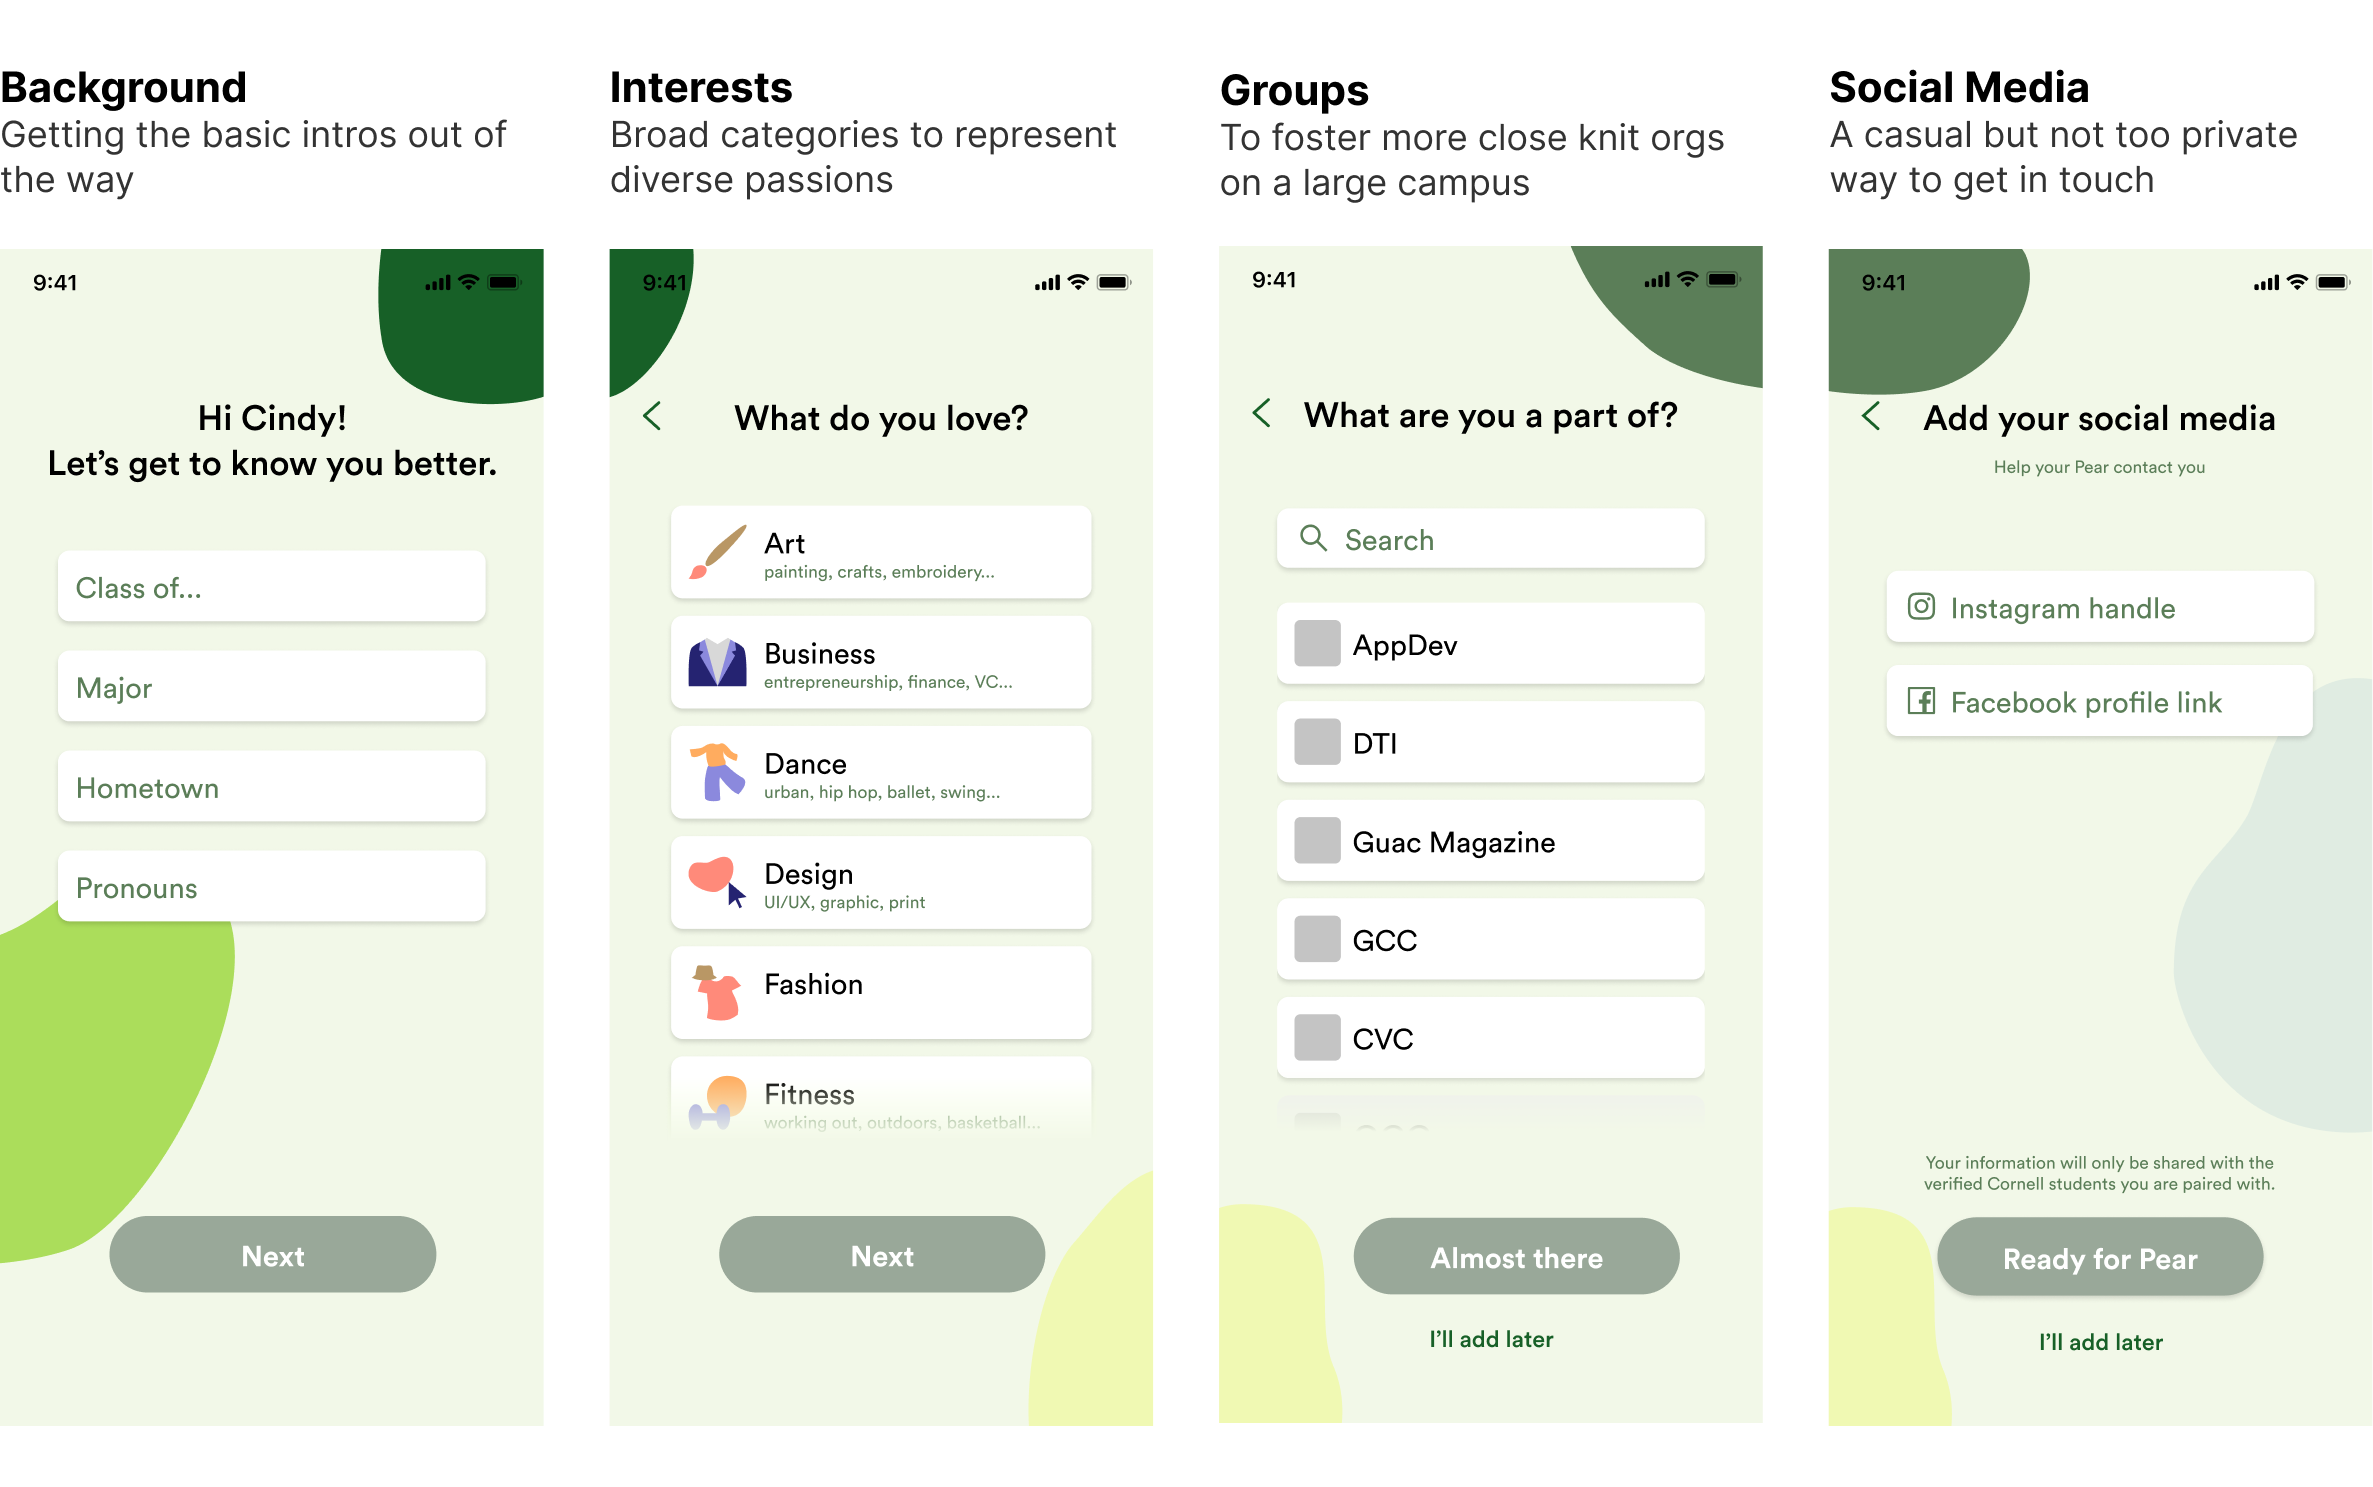 Background
Getting the basic intros out of
the way
9:41
Hi Cindy!
Let's get to know you better.
Class of...
Major
Hometown
Pronouns
Next
Interests
Broad categories to represent
diverse passions
9:41
What do you love?
Art
painting, crafts, embroidery...
Business
entrepreneurship, finance, VC...
Dance
urban, hip hop, ballet, swing...
Design
UI/UX, graphic, print
Fashion
Fitness
working out, outdoors, basketball...
Next
Groups
To foster more close knit orgs
on a large campus
9:41
What are you a part of?
Search
AppDev
DTI
Guac Magazine
GCC
CVC
Almost there
I'll add later
Social Media
A casual but not too private
way to get in touch
9:41
Add your social media
Help your Pear contact you
Instagram handle
Facebook profile link
Your information will only be shared with the
verified Cornell students you are paired with.
Ready for Pear
I'll add later